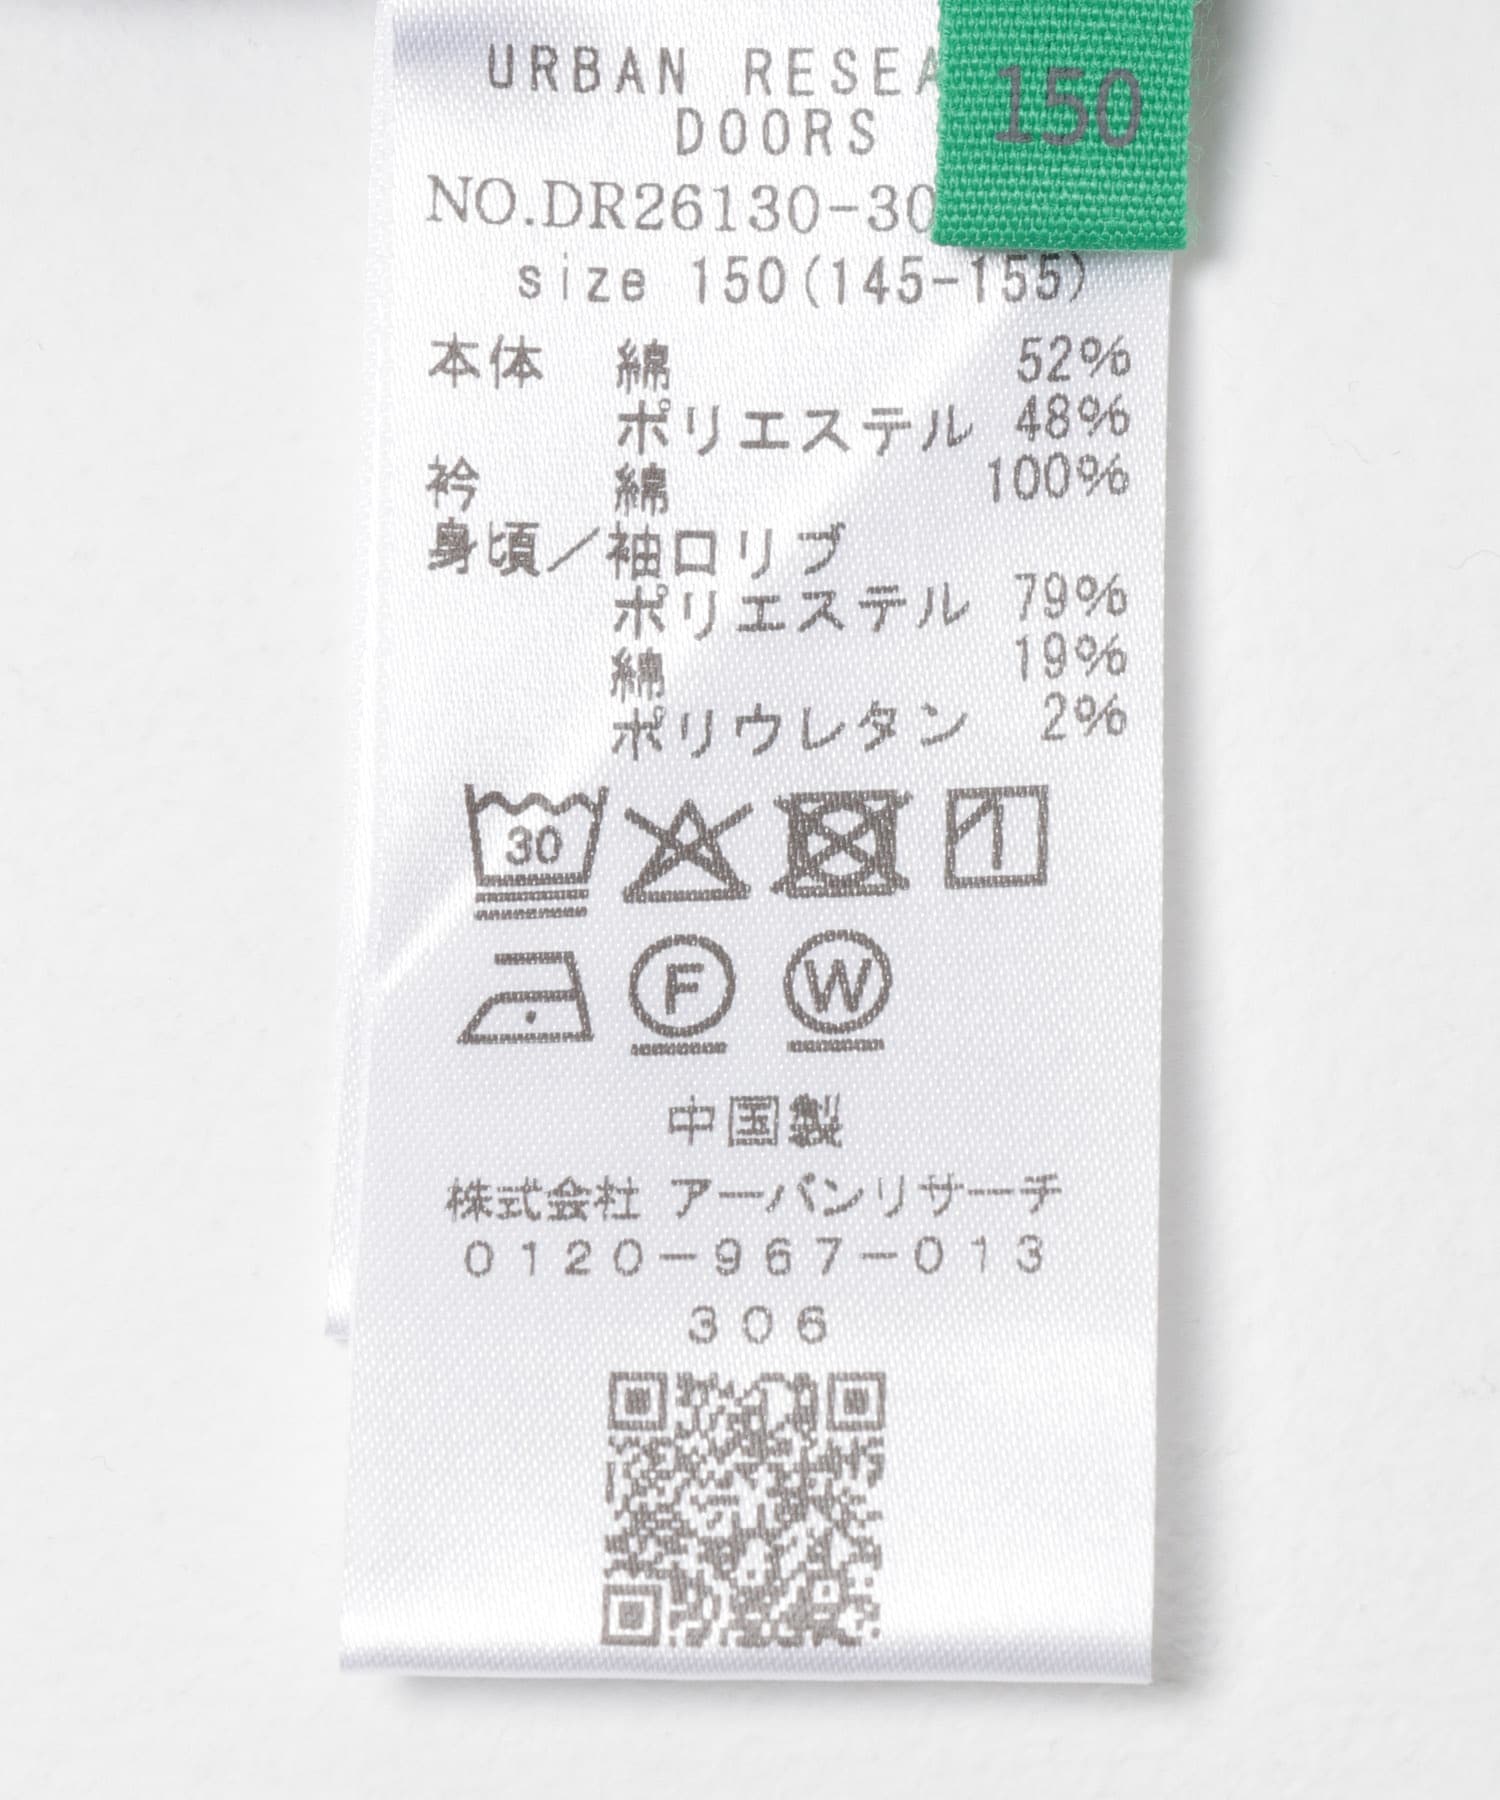 URBAN RESEA
DOORS
150
NO.DR26130-30
size 150(145-155)
本体 綿 52%
ポリエステル 48%
衿 綿 100%
身頃／袖口リブ
ポリエステル 79%
綿 19%
ポリウレタン 2%
30
F W
中国製
株式会社 アーバンリサーチ
0120-967-013
306